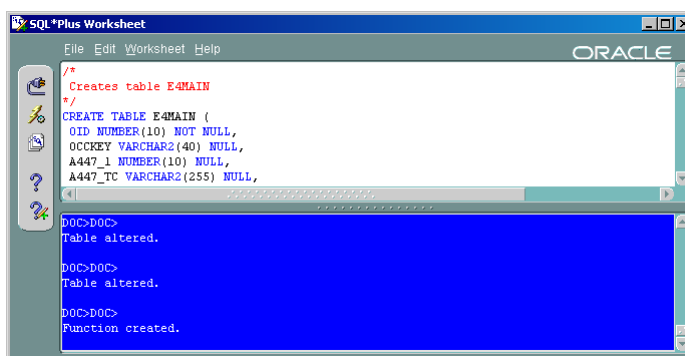 SQL*Plus Worksheet
File Edit Worksheet Help
ORACLE
/*
Creates table E4MAIN
*/
CREATE TABLE E4MAIN (
OID NUMBER(10) NOT NULL,
OCCKEY VARCHAR2(40) NULL,
A447_1 NUMBER(10) NULL,
A447_TC VARCHAR2(255) NULL,
DOC>DOC>
Table altered.
DOC>DOC>
Table altered.
DOC>DOC>
Function created.